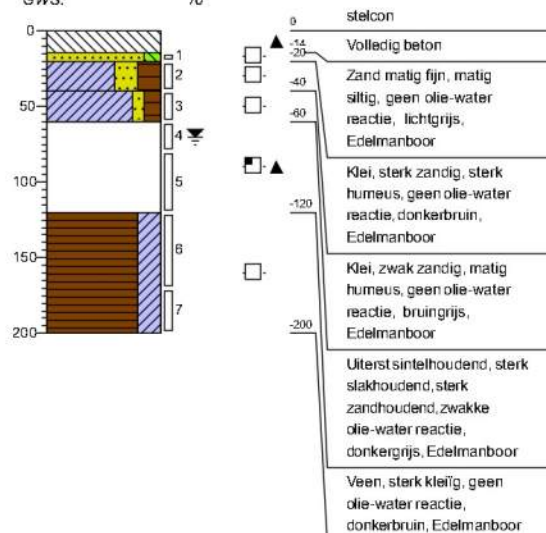 GWS: %
0
50
100
150
200
1
2
3
4
5
6
7
0
-14
-20
-40
-60
-120
-200
stelcon
Volledig beton
Zand matig fijn, matig
siltig, geen olie-water
reactie, lichtgrijs,
Edelmanboor
Klei, sterk zandig, sterk
humeus, geen olie-water
reactie, donkerbruin,
Edelmanboor
Klei, zwak zandig, matig
humeus, geen olie-water
reactie, bruingrijs,
Edelmanboor
Uiterst sintelhoudend, sterk
slakhoudend, sterk
zandhoudend, zwakke
olie-water reactie,
donkergrijs, Edelmanboor
Veen, sterk kleiïg, geen
olie-water reactie,
donkerbruin, Edelmanboor